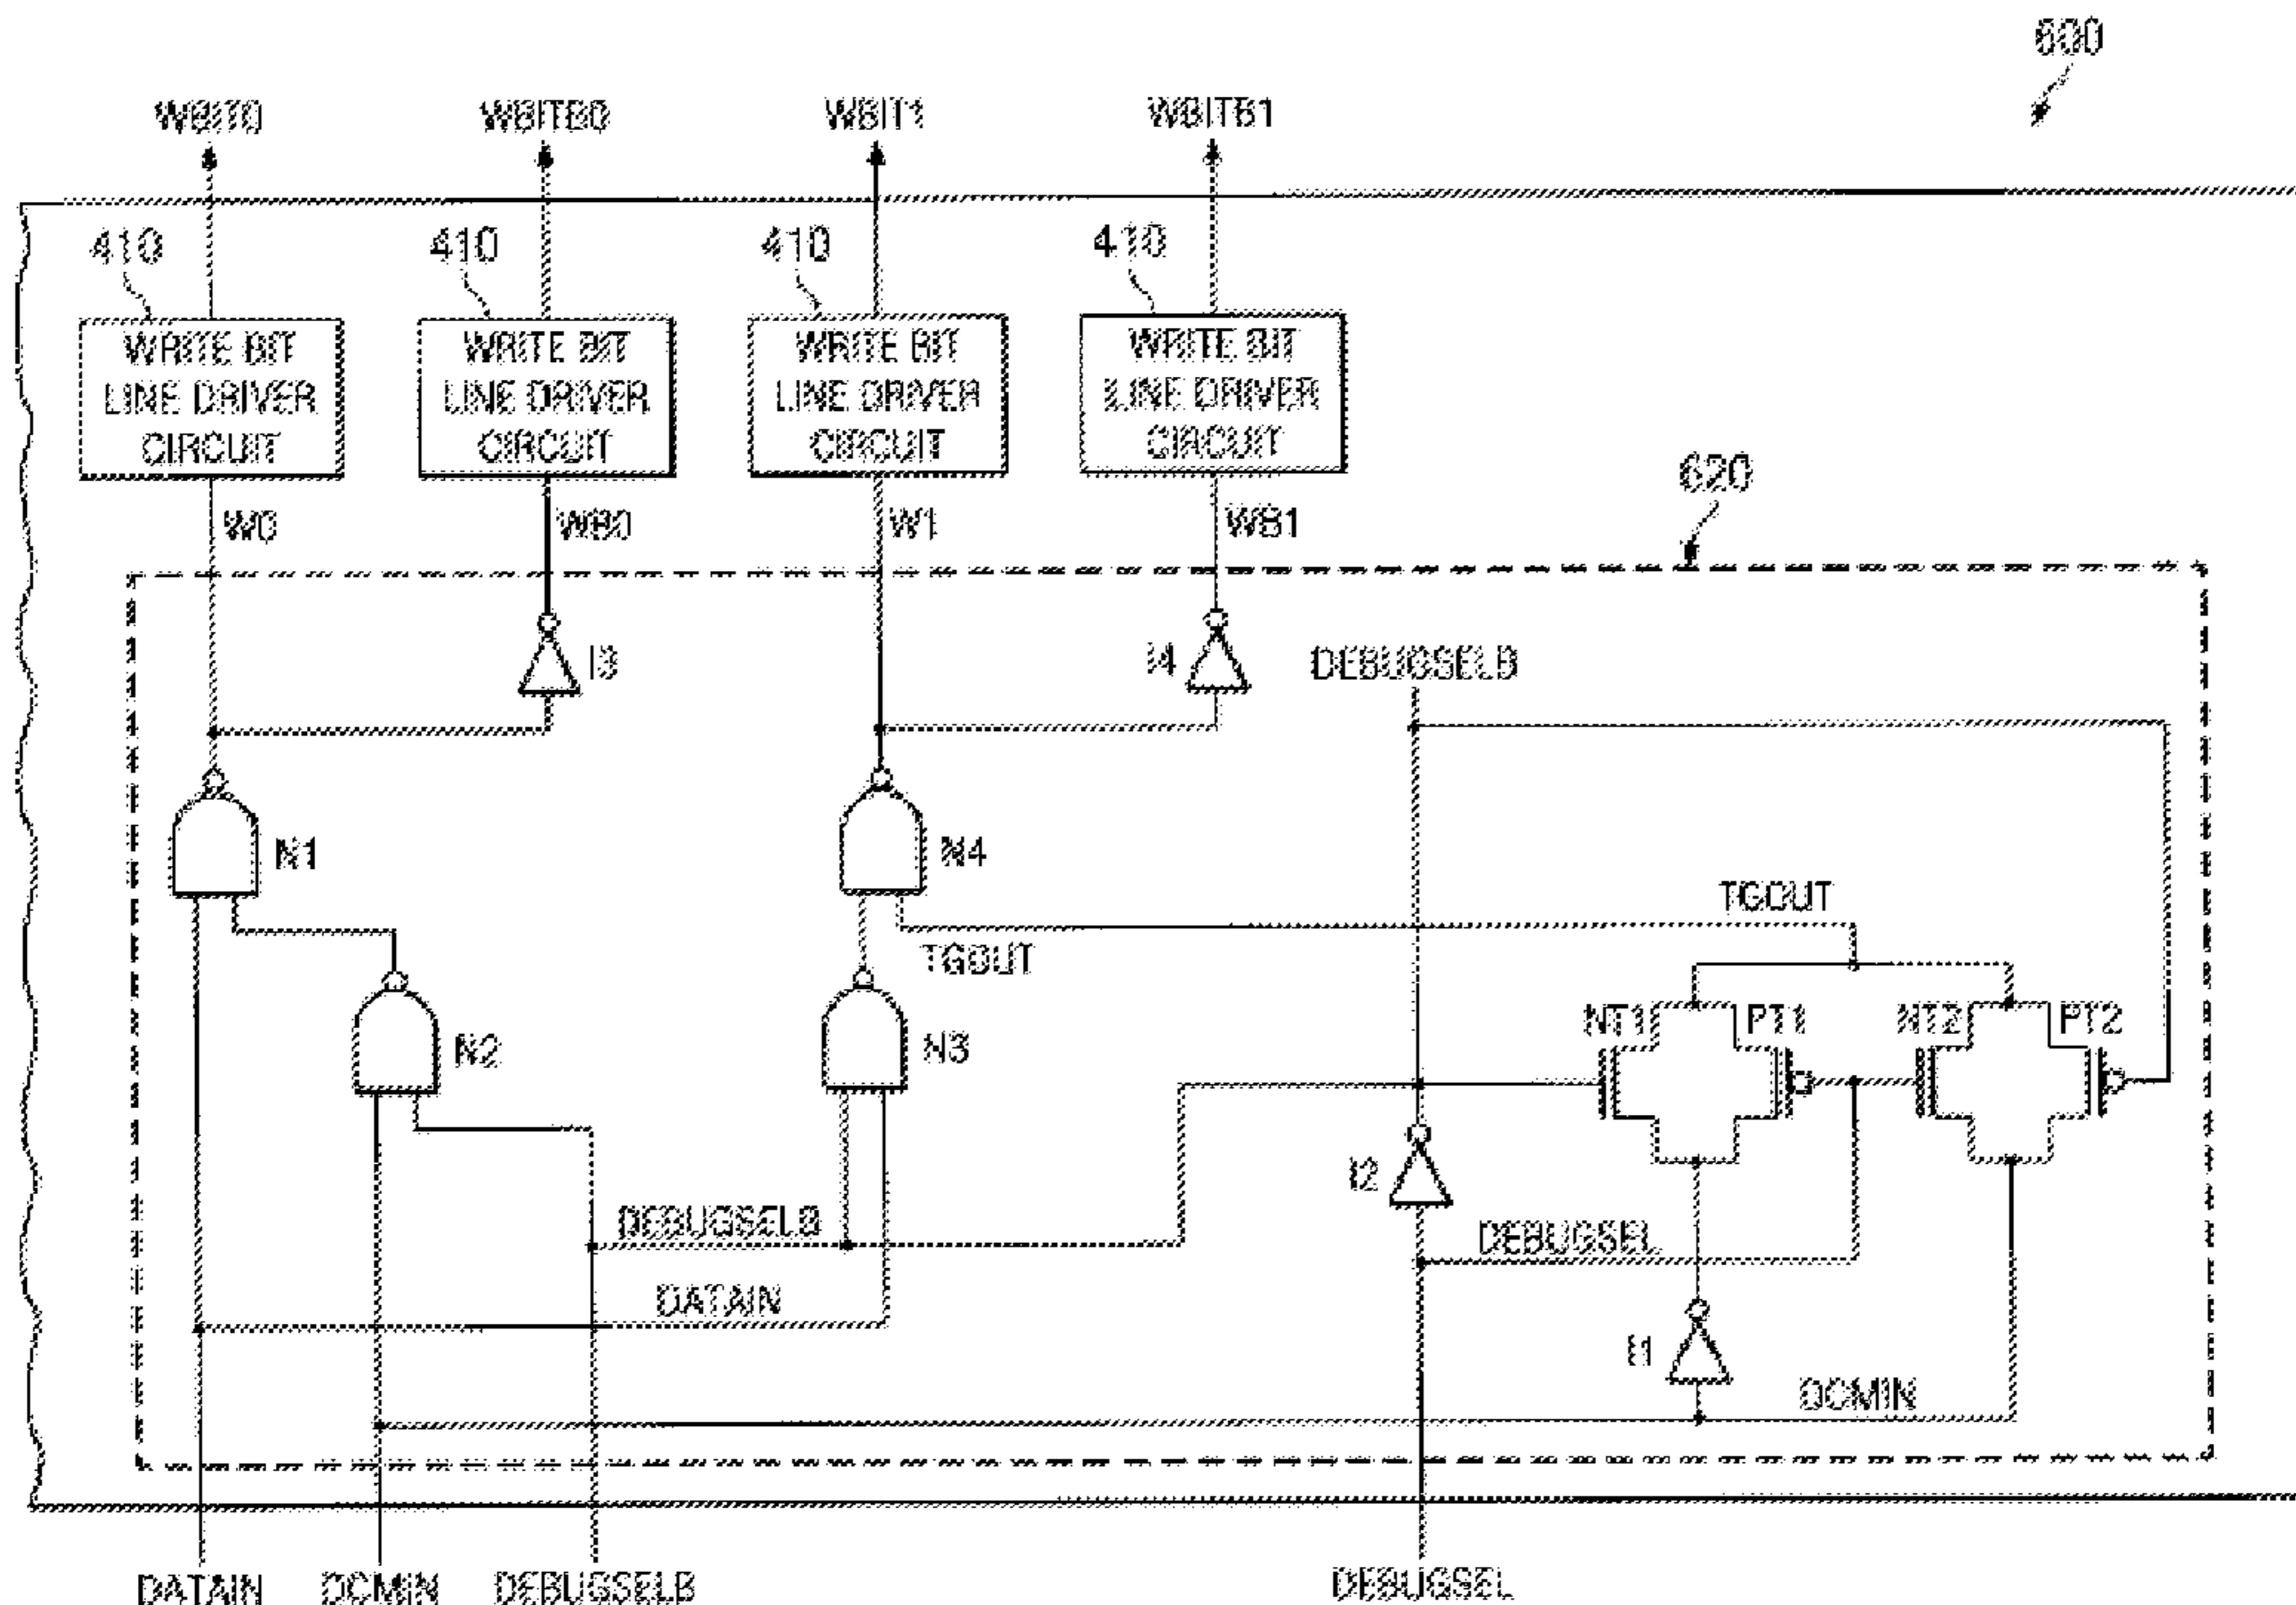 600
WBIT0
WBITB0
WBIT1
WBITB1
410
410
410
410
WRITE BIT
LINE DRIVER
CIRCUIT
WRITE BIT
LINE DRIVER
CIRCUIT
WRITE BIT
LINE DRIVER
CIRCUIT
WRITE BIT
LINE DRIVER
CIRCUIT
620
W0
WB0
W1
WB1
I3
I4
DEBUGSELB
N1
N4
TGOUT
TGOUT
N2
N3
NT1
PT1
NT2
PT2
I2
DEBUGSELB
DEBUGSEL
DATAIN
I1
DCMIN
DATAIN
DCMIN
DEBUGSELB
DEBUGSEL